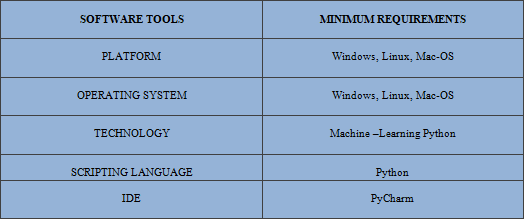 SOFTWARE TOOLS MINIMUM REQUIREMENTS
PLATFORM Windows, Linux, Mac-OS
OPERATING SYSTEM Windows, Linux, Mac-OS
TECHNOLOGY Machine –Learning Python
SCRIPTING LANGUAGE Python
IDE PyCharm